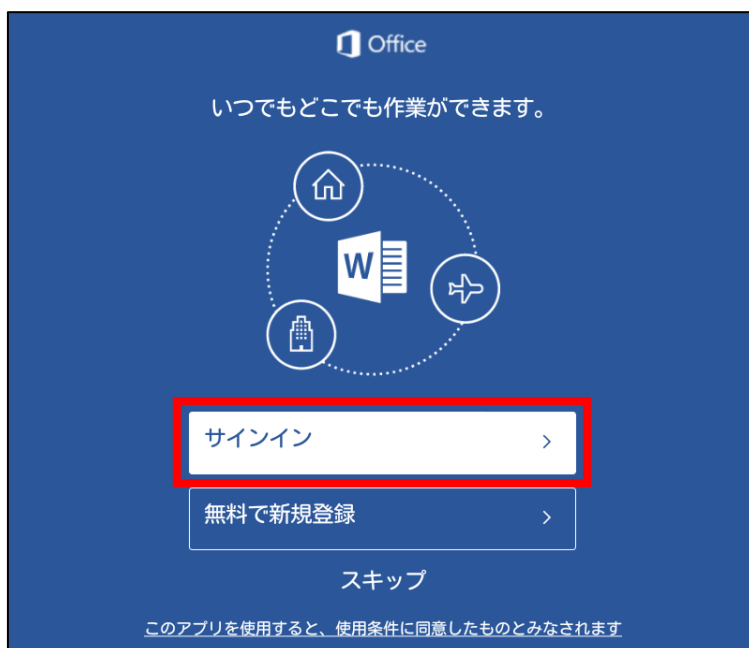 Office
いつでもどこでも作業ができます。
W
サインイン
無料で新規登録
スキップ
このアプリを使用すると、使用条件に同意したものとみなされます